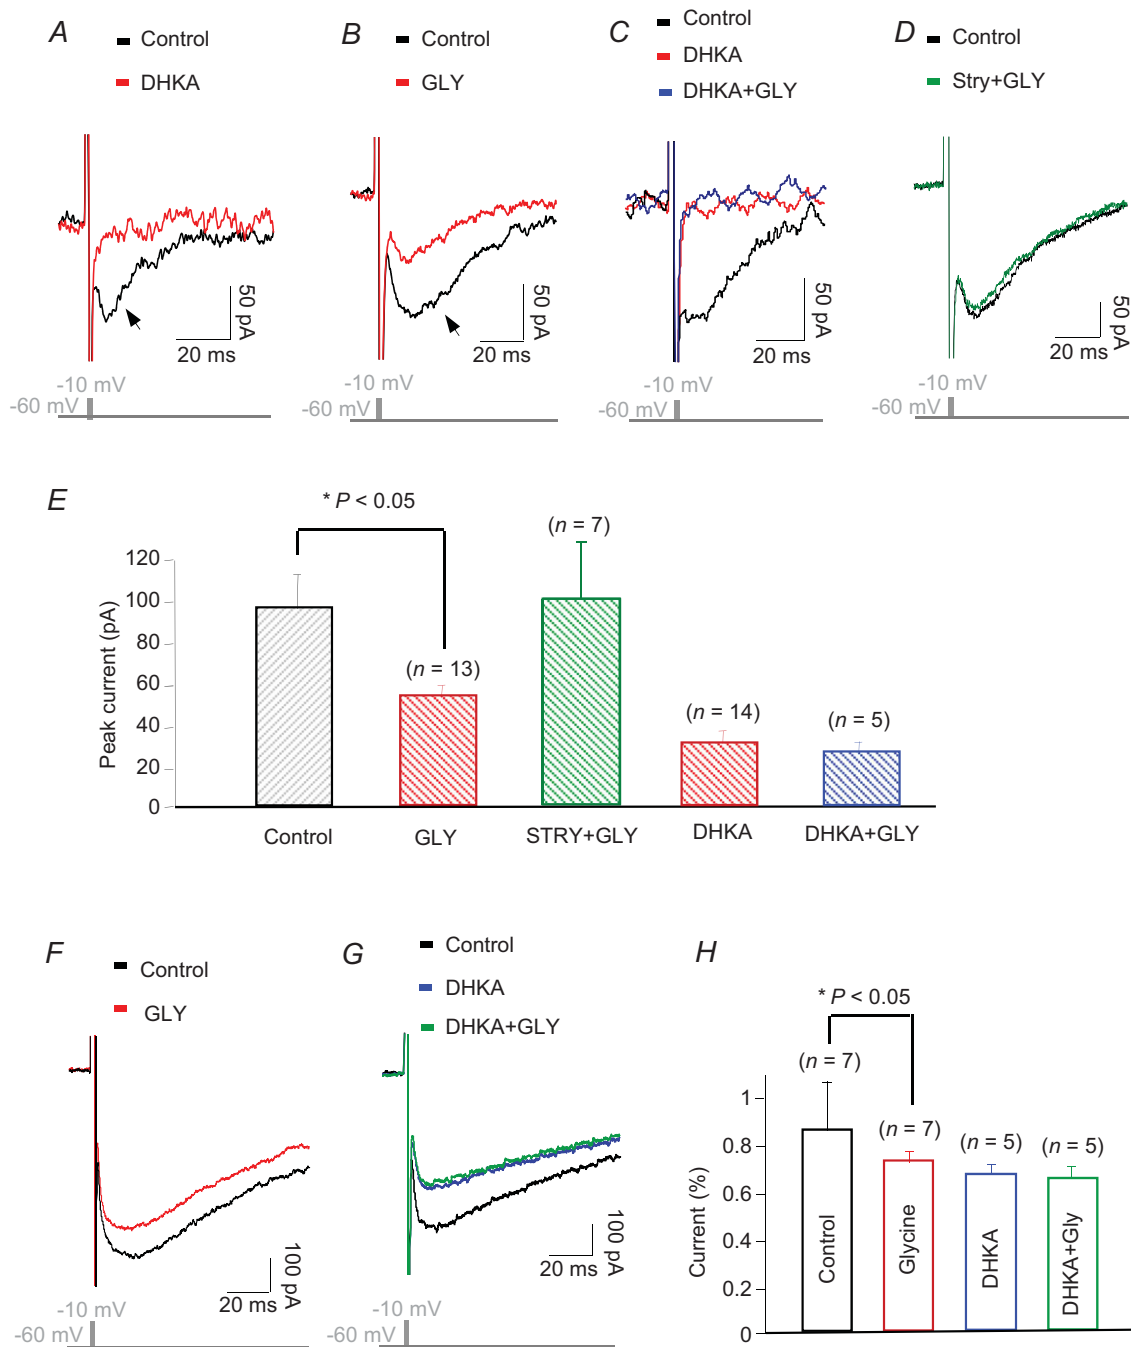 A
Control
DHKA
50 pA
20 ms
-10 mV
-60 mV
B
Control
GLY
50 pA
20 ms
-10 mV
-60 mV
C
Control
DHKA
DHKA+GLY
50 pA
20 ms
-10 mV
-60 mV
D
Control
Stry+GLY
50 pA
20 ms
-10 mV
-60 mV
E
* P < 0.05
(n = 7)
(n = 13)
(n = 14)
(n = 5)
Peak current (pA)
120
100
80
60
40
20
0
Control GLY STRY+GLY DHKA DHKA+GLY
F
Control
GLY
100 pA
20 ms
-10 mV
-60 mV
G
Control
DHKA
DHKA+GLY
100 pA
20 ms
-10 mV
-60 mV
H
* P < 0.05
(n = 7)
(n = 7)
(n = 5)
(n = 5)
Current (%)
1
0.8
0.6
0.4
0.2
0
Control
Glycine
DHKA
DHKA+Gly